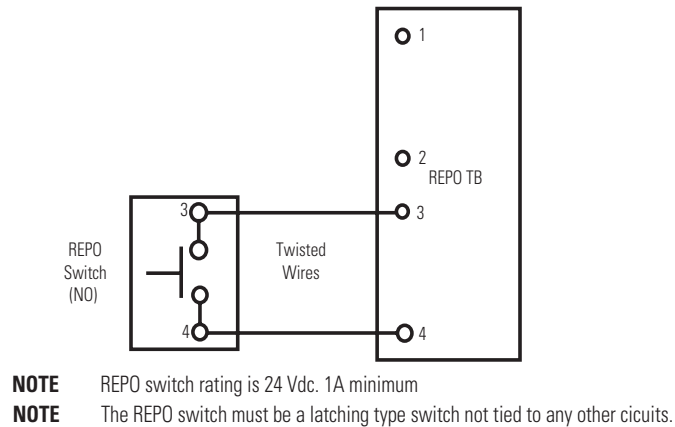 1
2
REPO TB
3
3
REPO
Switch
(NO)
Twisted
Wires
4
4
NOTE REPO switch rating is 24 Vdc. 1A minimum
NOTE The REPO switch must be a latching type switch not tied to any other cicuits.